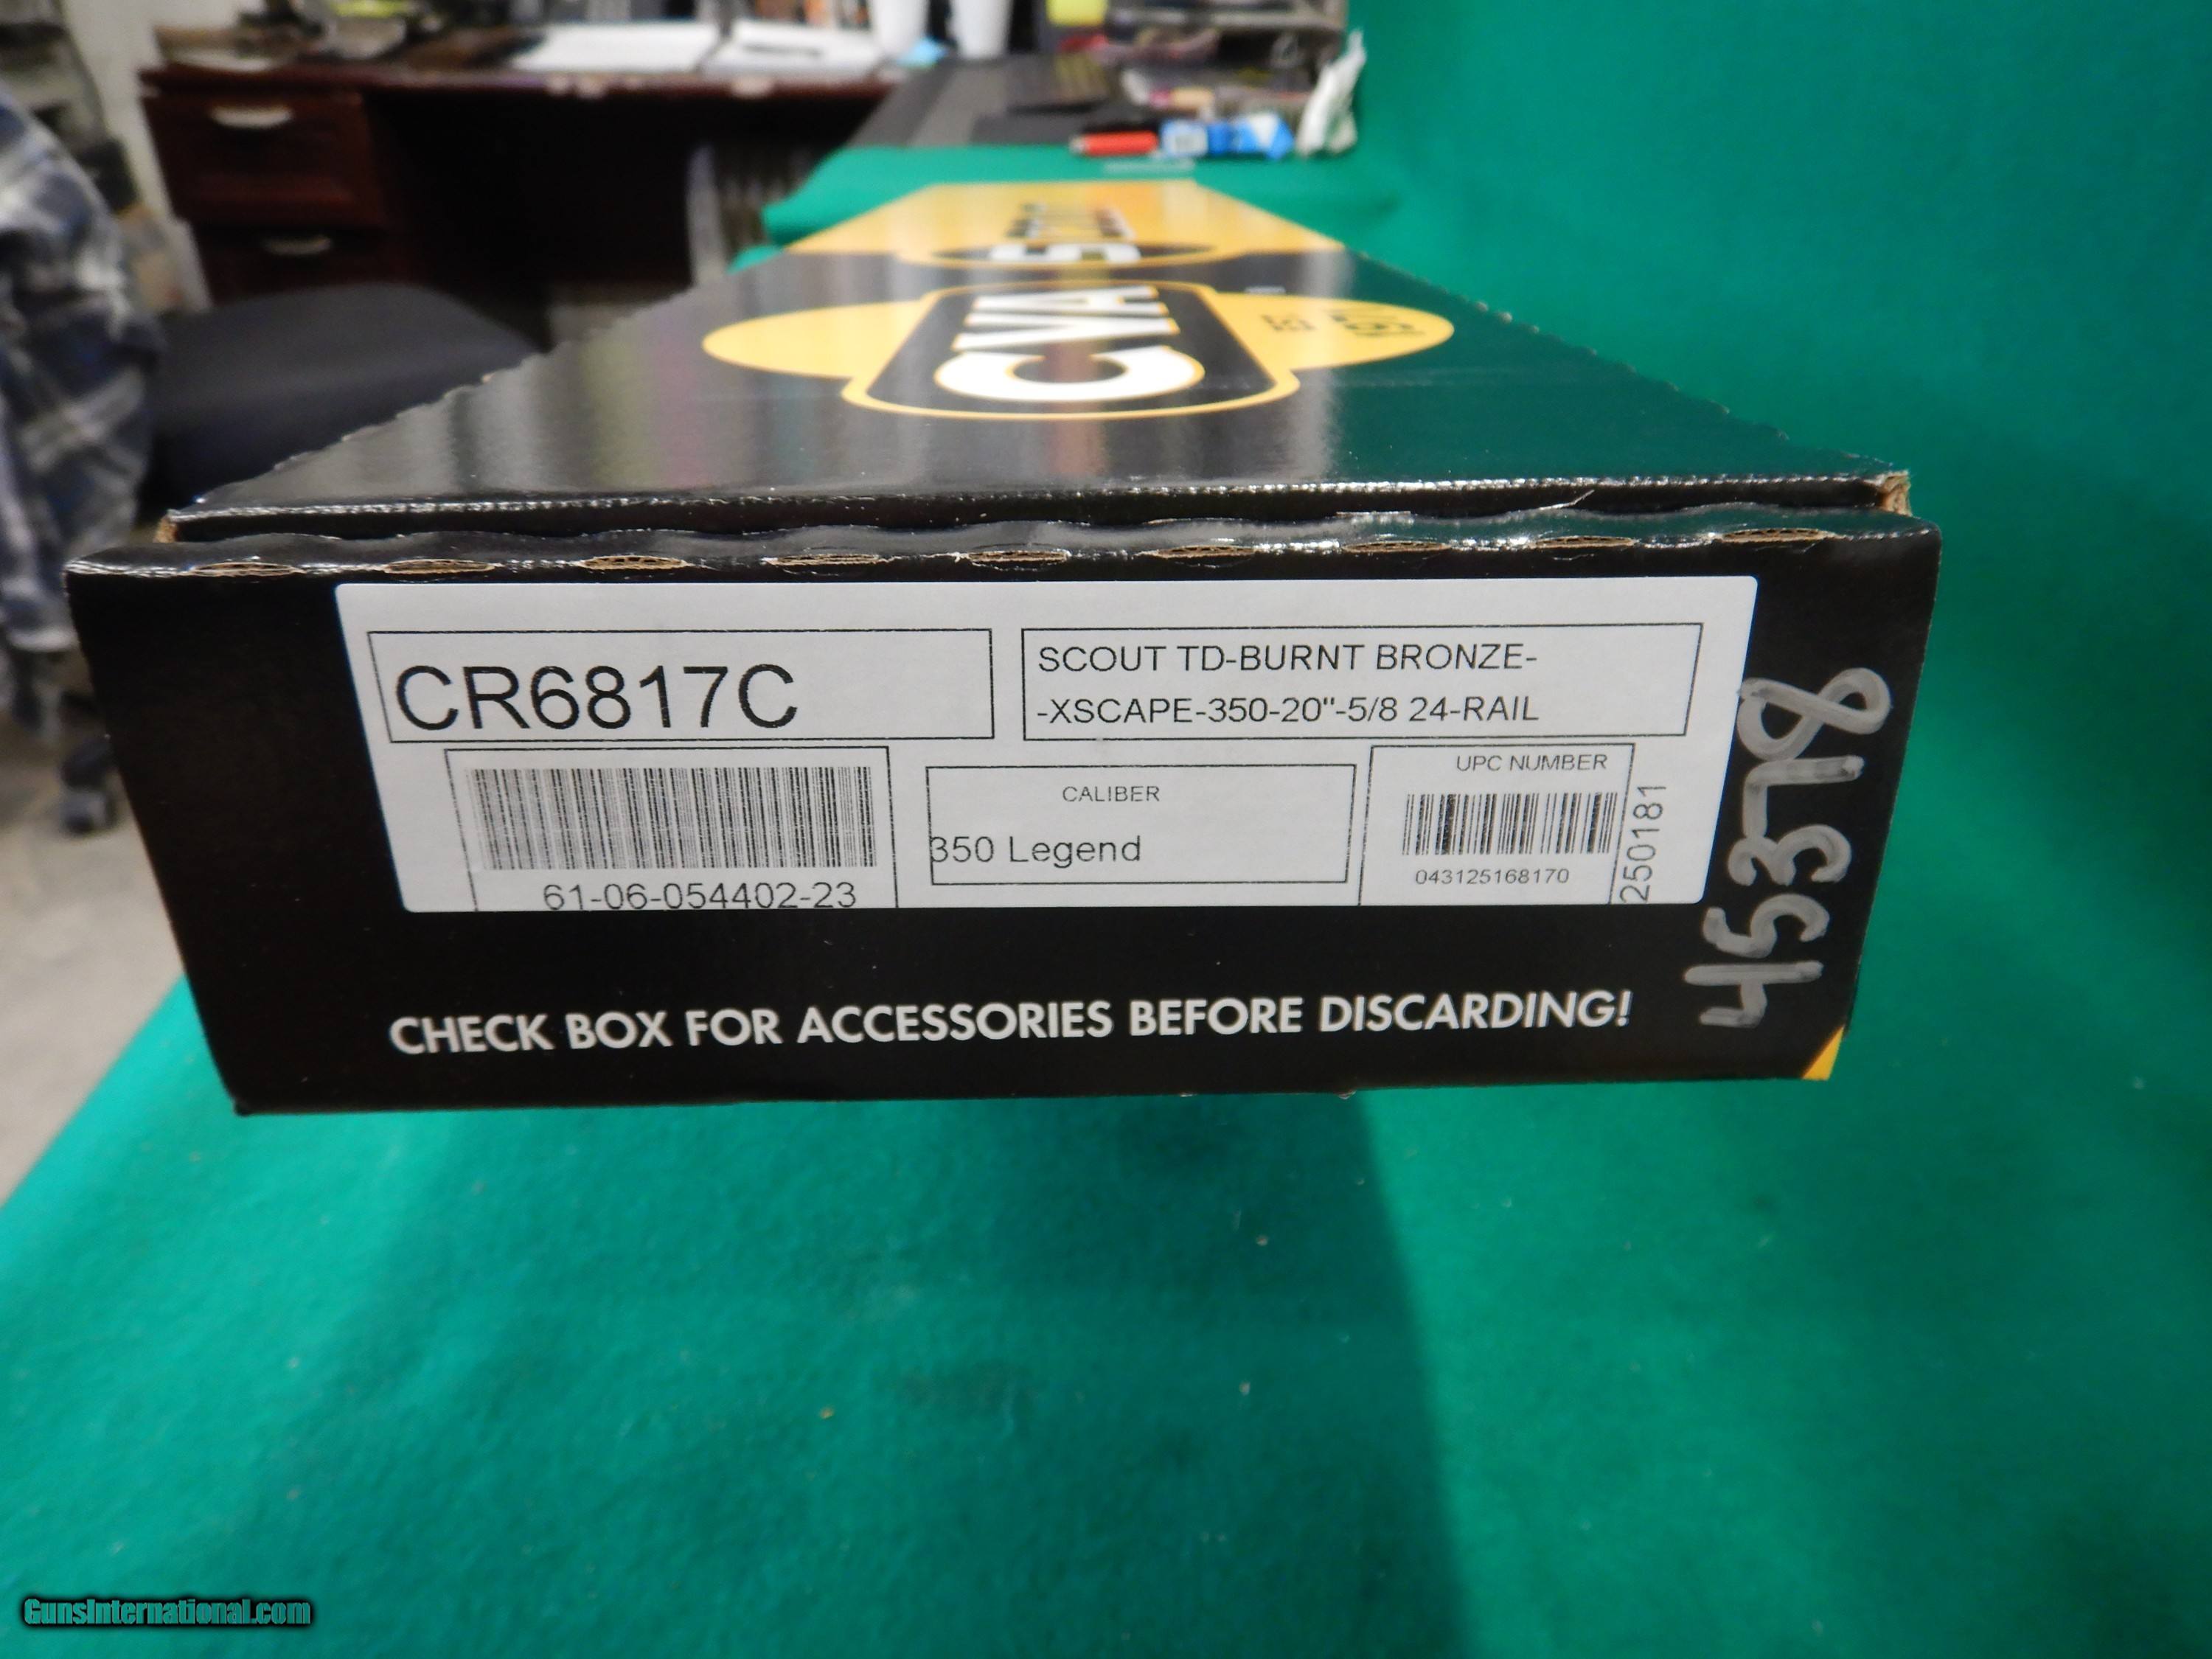 CVA
CR6817C
SCOUT TD-BURNT BRONZE-
-XSCAPE-350-20"-5/8 24-RAIL
61-06-054402-23
CALIBER
350 Legend
UPC NUMBER
043125168170
250181
45378
CHECK BOX FOR ACCESSORIES BEFORE DISCARDING!
GunsInternational.com